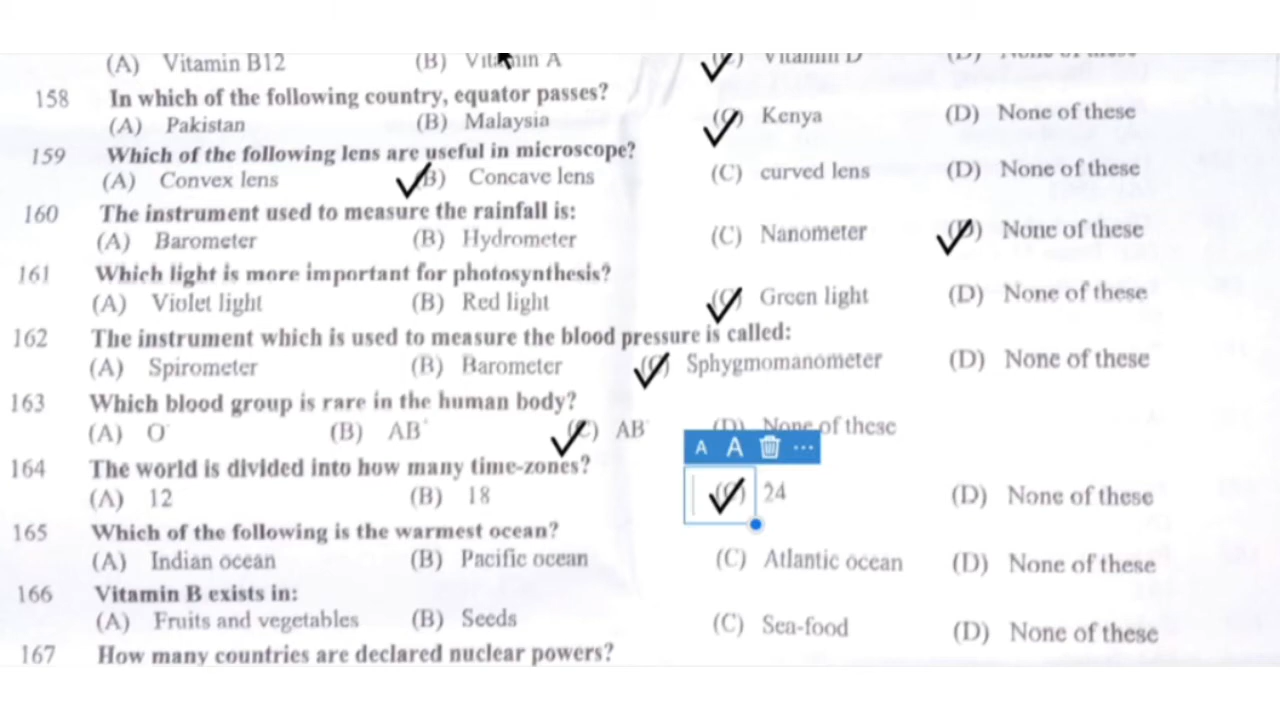 (A) Vitamin B12 (B) Vitamin A (C) Vitamin D (D) None of these
158 In which of the following country, equator passes?
(A) Pakistan (B) Malaysia (C) Kenya (D) None of these
159 Which of the following lens are useful in microscope?
(A) Convex lens (B) Concave lens (C) curved lens (D) None of these
160 The instrument used to measure the rainfall is:
(A) Barometer (B) Hydrometer (C) Nanometer (D) None of these
161 Which light is more important for photosynthesis?
(A) Violet light (B) Red light (C) Green light (D) None of these
162 The instrument which is used to measure the blood pressure is called:
(A) Spirometer (B) Barometer (C) Sphygmomanometer (D) None of these
163 Which blood group is rare in the human body?
(A) O⁻ (B) AB⁺ (C) AB⁻ (D) None of these
164 The world is divided into how many time-zones?
A A ...
(A) 12 (B) 18 (C) 24 (D) None of these
165 Which of the following is the warmest ocean?
(A) Indian ocean (B) Pacific ocean (C) Atlantic ocean (D) None of these
166 Vitamin B exists in:
(A) Fruits and vegetables (B) Seeds (C) Sea-food (D) None of these
167 How many countries are declared nuclear powers?